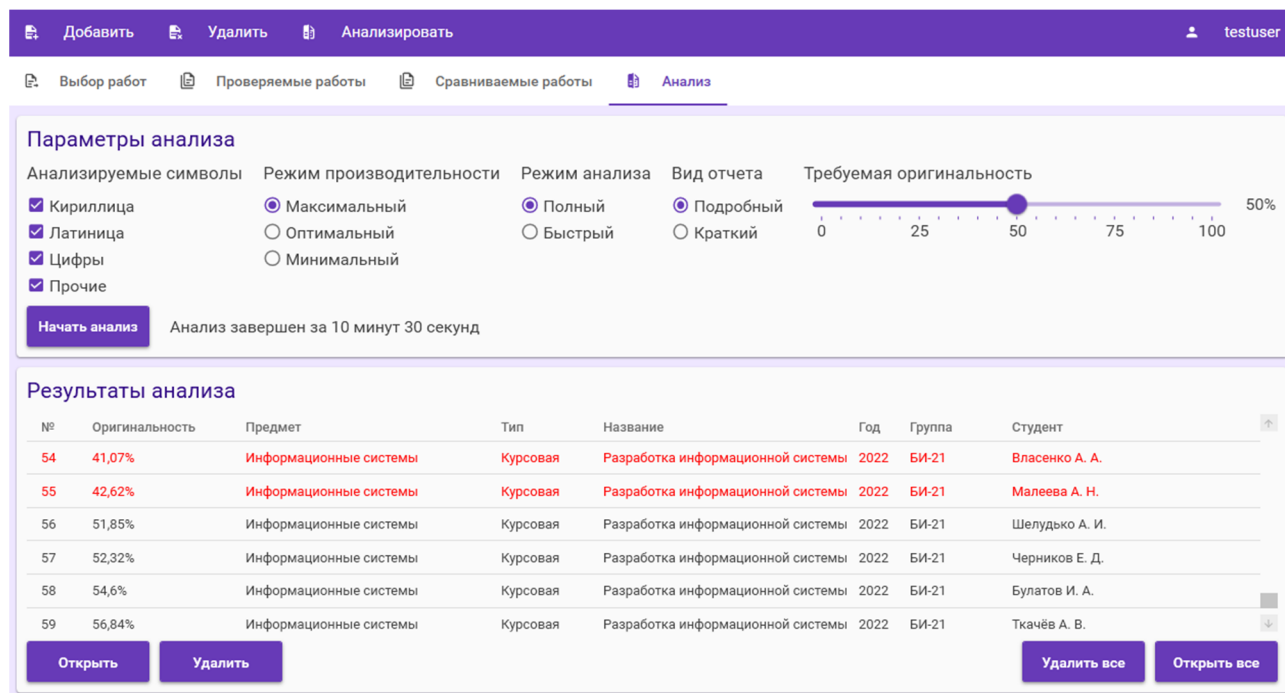 Добавить Удалить Анализировать testuser
Выбор работ Проверяемые работы Сравниваемые работы Анализ
Параметры анализа
Анализируемые символы Режим производительности Режим анализа Вид отчета Требуемая оригинальность
Кириллица Максимальный Полный Подробный 50%
Латиница Оптимальный Быстрый Краткий 0 25 50 75 100
Цифры Минимальный
Прочие
Начать анализ Анализ завершен за 10 минут 30 секунд
Результаты анализа
№ Оригинальность Предмет Тип Название Год Группа Студент
54 41,07% Информационные системы Курсовая Разработка информационной системы 2022 БИ-21 Власенко А. А.
55 42,62% Информационные системы Курсовая Разработка информационной системы 2022 БИ-21 Малеева А. Н.
56 51,85% Информационные системы Курсовая Разработка информационной системы 2022 БИ-21 Шелудько А. И.
57 52,32% Информационные системы Курсовая Разработка информационной системы 2022 БИ-21 Черников Е. Д.
58 54,6% Информационные системы Курсовая Разработка информационной системы 2022 БИ-21 Булатов И. А.
59 56,84% Информационные системы Курсовая Разработка информационной системы 2022 БИ-21 Ткачёв А. В.
Открыть Удалить Удалить все Открыть все